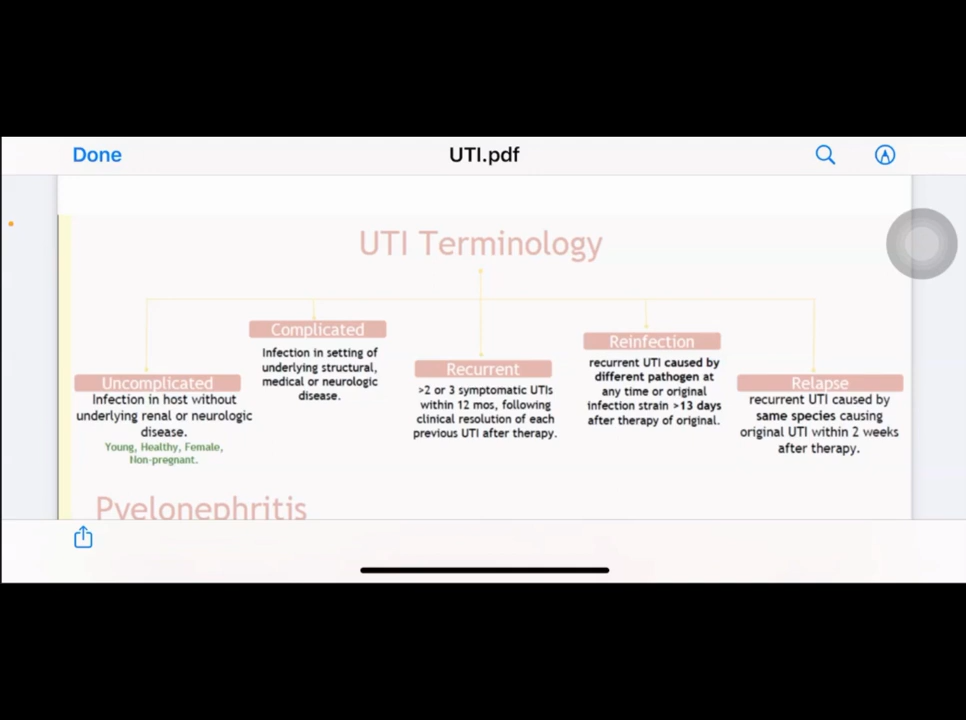 Done
UTI.pdf
UTI Terminology
Uncomplicated
Infection in host without
underlying renal or neurologic
disease.
Young, Healthy, Female,
Non-pregnant.
Complicated
Infection in setting of
underlying structural,
medical or neurologic
disease.
Recurrent
>2 or 3 symptomatic UTIs
within 12 mos, following
clinical resolution of each
previous UTI after therapy.
Reinfection
recurrent UTI caused by
different pathogen at
any time or original
infection strain >13 days
after therapy of original.
Relapse
recurrent UTI caused by
same species causing
original UTI within 2 weeks
after therapy.
Pyelonephritis